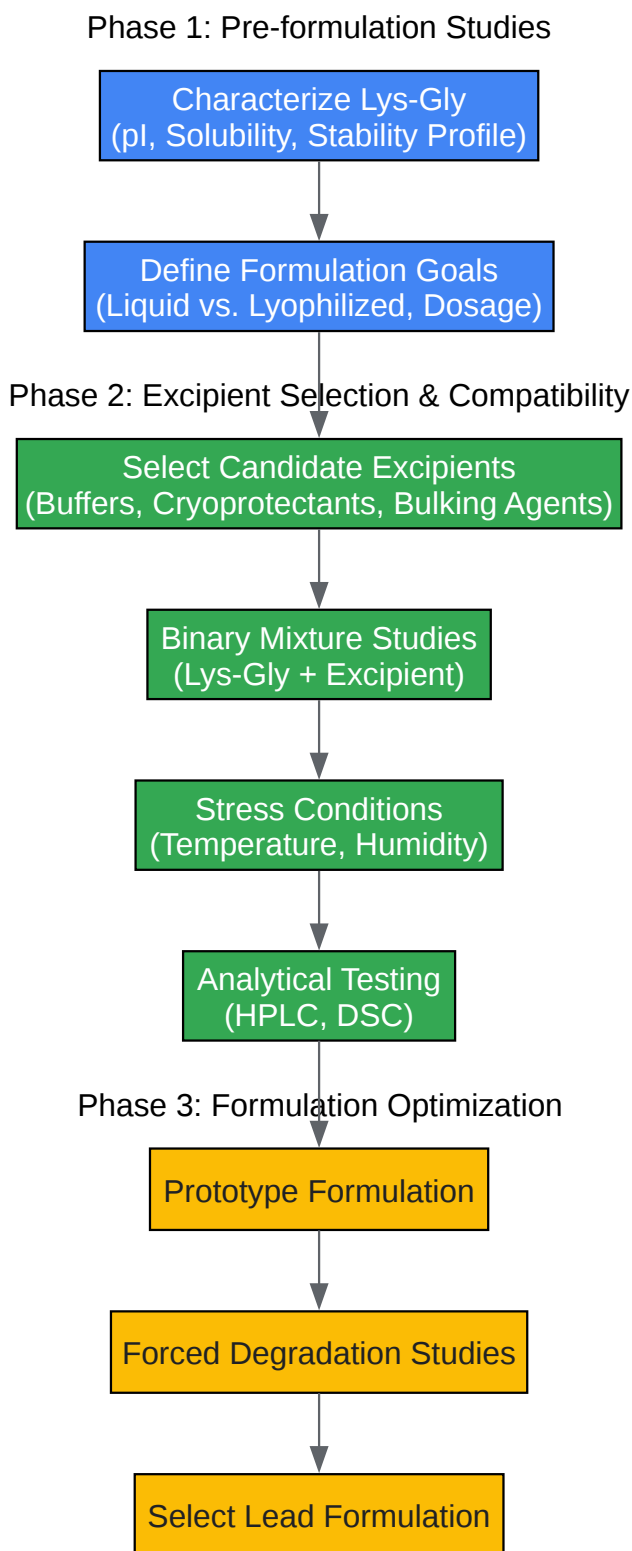 Phase 1: Pre-formulation Studies
Characterize Lys-Gly
(pI, Solubility, Stability Profile)
Define Formulation Goals
(Liquid vs. Lyophilized, Dosage)
Phase 2: Excipient Selection & Compatibility
Select Candidate Excipients
(Buffers, Cryoprotectants, Bulking Agents)
Binary Mixture Studies
(Lys-Gly + Excipient)
Stress Conditions
(Temperature, Humidity)
Analytical Testing
(HPLC, DSC)
Phase 3: Formulation Optimization
Prototype Formulation
Forced Degradation Studies
Select Lead Formulation